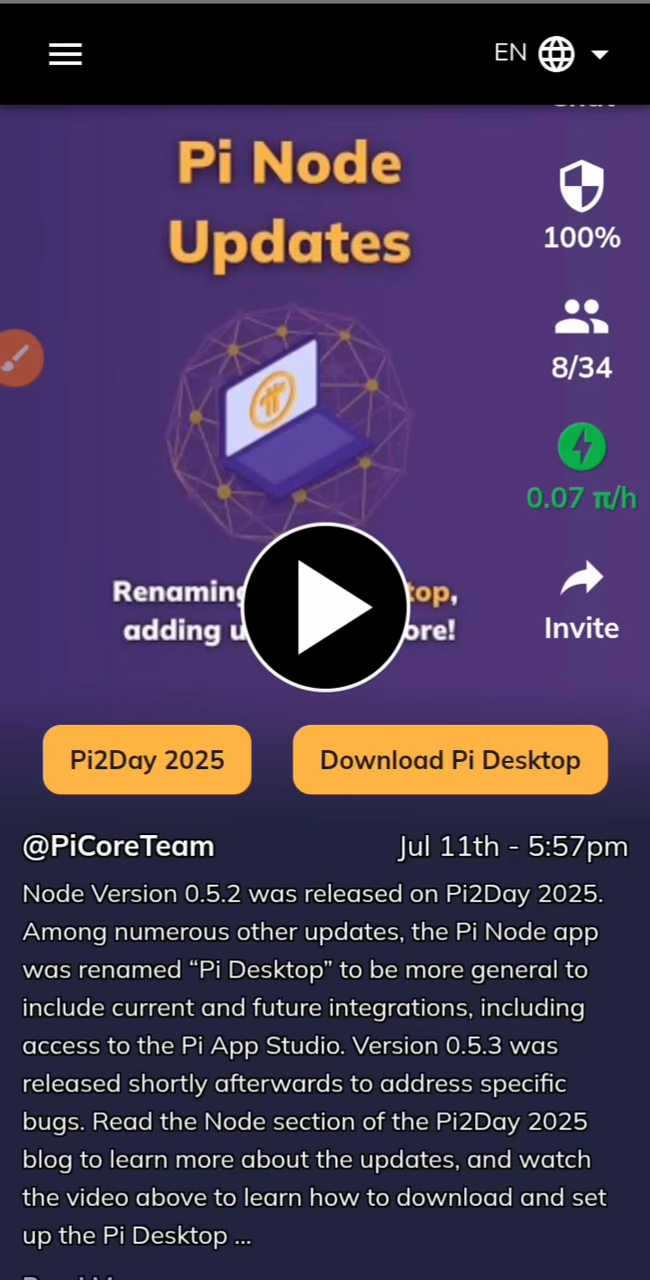 EN
Pi Node
Updates
100%
8/34
0.07 π/h
Renaming
top,
adding
ore!
Invite
Pi2Day 2025
Download Pi Desktop
@PiCoreTeam
Jul 11th - 5:57pm
Node Version 0.5.2 was released on Pi2Day 2025.
Among numerous other updates, the Pi Node app
was renamed “Pi Desktop” to be more general to
include current and future integrations, including
access to the Pi App Studio. Version 0.5.3 was
released shortly afterwards to address specific
bugs. Read the Node section of the Pi2Day 2025
blog to learn more about the updates, and watch
the video above to learn how to download and set
up the Pi Desktop ...